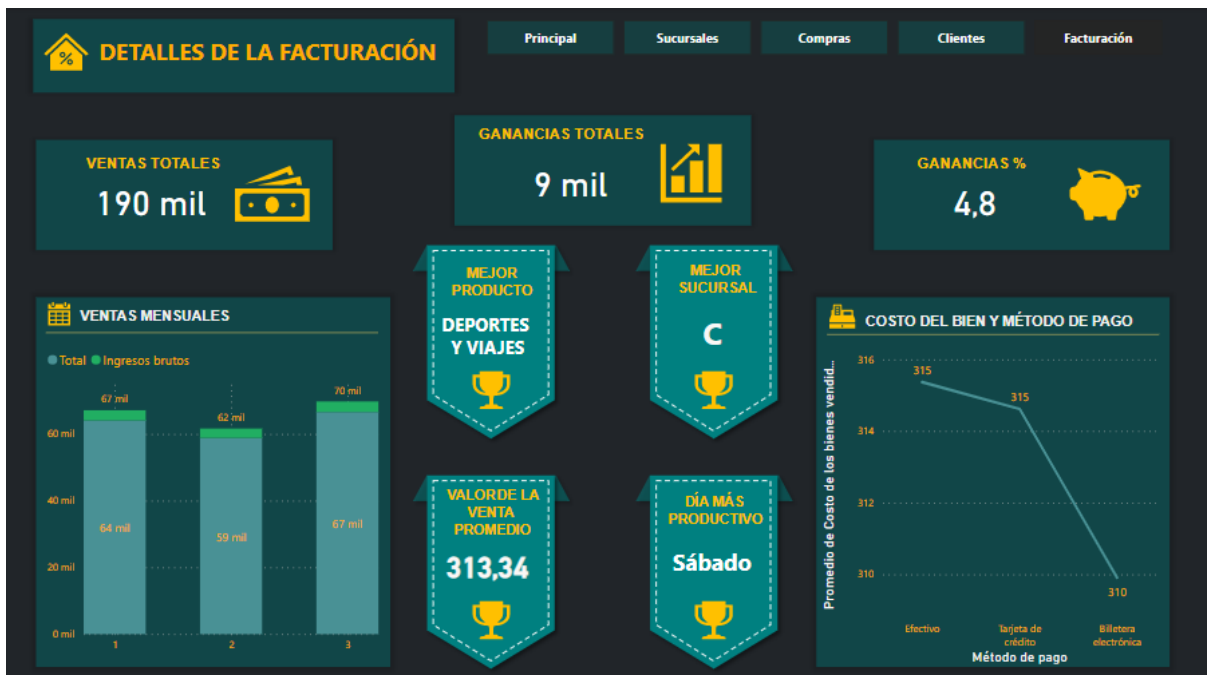 DETALLES DE LA FACTURACIÓN
Principal
Sucursales
Compras
Clientes
Facturación
VENTAS TOTALES
190 mil
GANANCIAS TOTALES
9 mil
GANANCIAS %
4,8
MEJOR
PRODUCTO
DEPORTES
Y VIAJES
MEJOR
SUCURSAL
C
VALORDE LA
VENTA
PROMEDIO
313,34
DÍA MÁS
PRODUCTIVO
Sábado
VENTAS MENSUALES
Total
Ingresos brutos
67 mil
62 mil
70 mil
60 mil
40 mil
20 mil
0 mil
64 mil
59 mil
67 mil
1
2
3
COSTO DEL BIEN Y MÉTODO DE PAGO
Promedio de Costo de los bienes vendid...
316
314
312
310
315
315
310
Efectivo
Tarjeta de
crédito
Billetera
electrónica
Método de pago